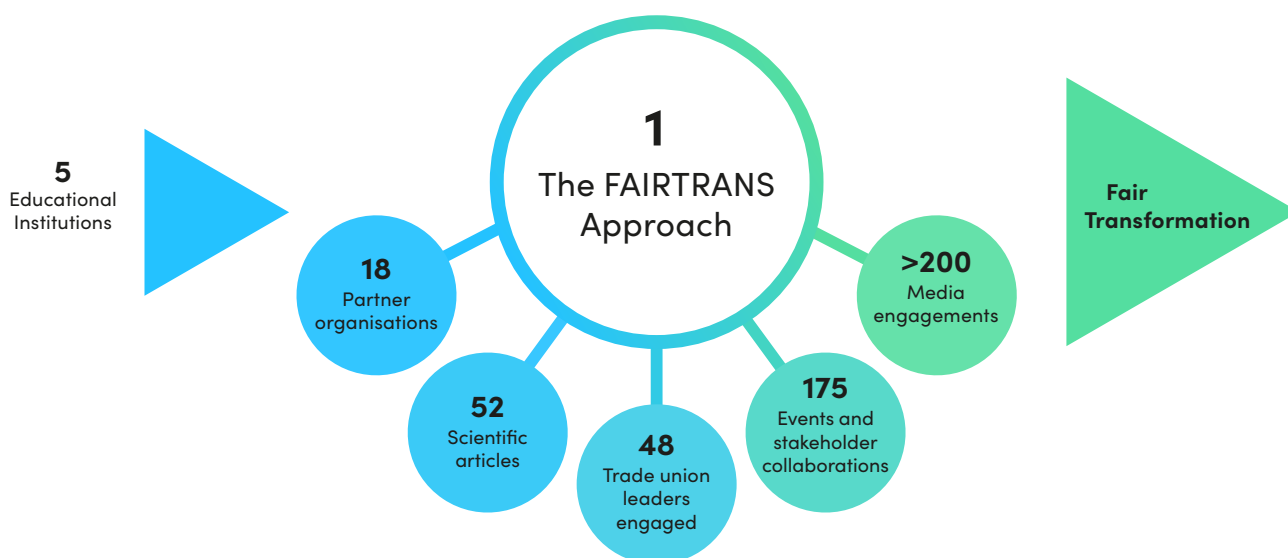 5
Educational
Institutions
1
The FAIRTRANS
Approach
18
Partner
organisations
52
Scientific
articles
48
Trade union
leaders
engaged
175
Events and
stakeholder
collaborations
>200
Media
engagements
Fair
Transformation